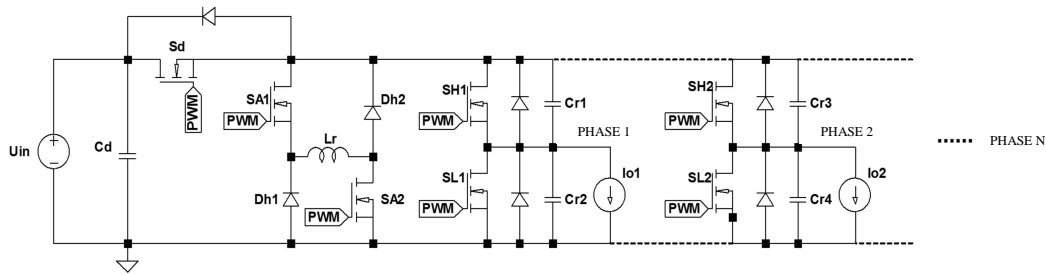 Sd
PWM
SA1
PWM
Dh2
SH1
PWM
Cr1
PHASE 1
SH2
PWM
Cr3
PHASE 2
PHASE N
Uin
Cd
Lr
Dh1
PWM
SA2
SL1
PWM
Cr2
Io1
SL2
PWM
Cr4
Io2